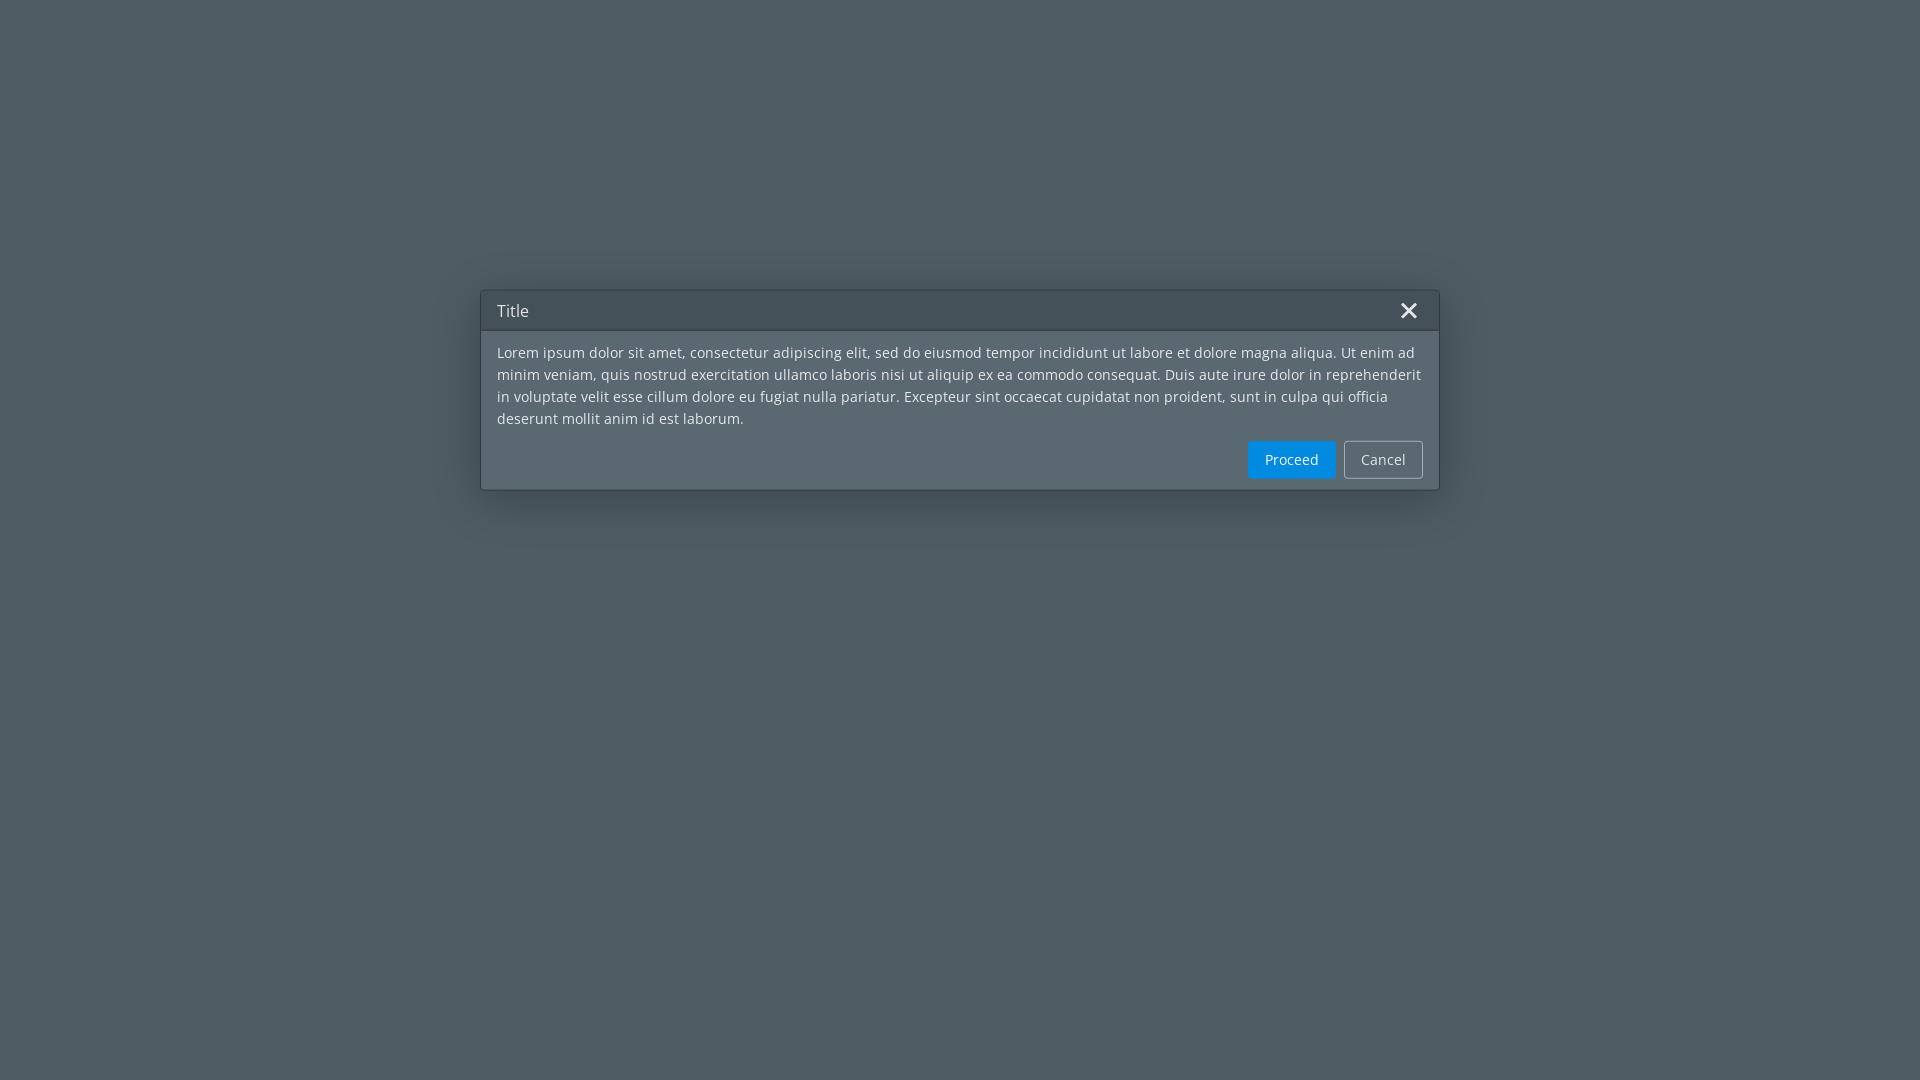 Title
Lorem ipsum dolor sit amet, consectetur adipiscing elit, sed do eiusmod tempor incididunt ut labore et dolore magna aliqua. Ut enim ad
minim veniam, quis nostrud exercitation ullamco laboris nisi ut aliquip ex ea commodo consequat. Duis aute irure dolor in reprehenderit
in voluptate velit esse cillum dolore eu fugiat nulla pariatur. Excepteur sint occaecat cupidatat non proident, sunt in culpa qui officia
deserunt mollit anim id est laborum.
Proceed
Cancel